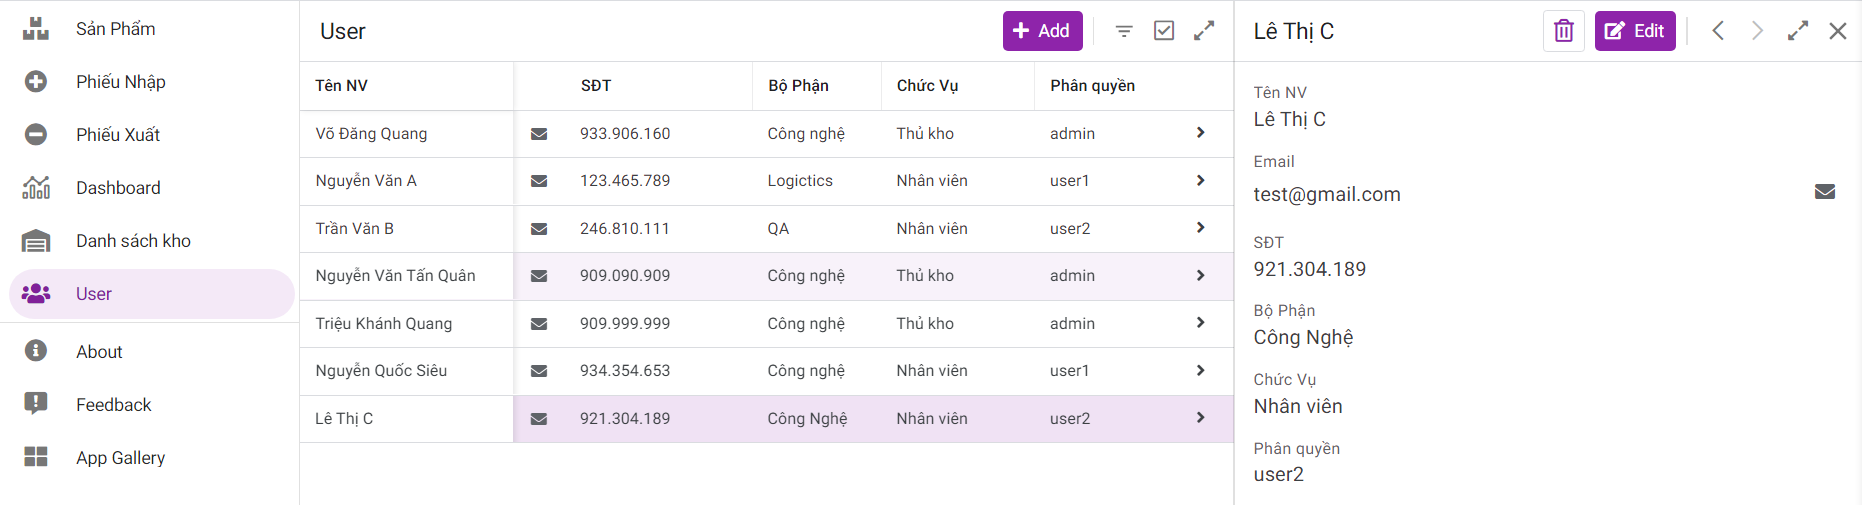 Sản Phẩm
Phiếu Nhập
Phiếu Xuất
Dashboard
Danh sách kho
User
About
Feedback
App Gallery
User
Add
Tên NV SĐT Bộ Phận Chức Vụ Phân quyền
Võ Đăng Quang 933.906.160 Công nghệ Thủ kho admin
Nguyễn Văn A 123.465.789 Logictics Nhân viên user1
Trần Văn B 246.810.111 QA Nhân viên user2
Nguyễn Văn Tấn Quân 909.090.909 Công nghệ Thủ kho admin
Triệu Khánh Quang 909.999.999 Công nghệ Thủ kho admin
Nguyễn Quốc Siêu 934.354.653 Công nghệ Nhân viên user1
Lê Thị C 921.304.189 Công Nghệ Nhân viên user2
Lê Thị C
Edit
Tên NV
Lê Thị C
Email
test@gmail.com
SĐT
921.304.189
Bộ Phận
Công Nghệ
Chức Vụ
Nhân viên
Phân quyền
user2